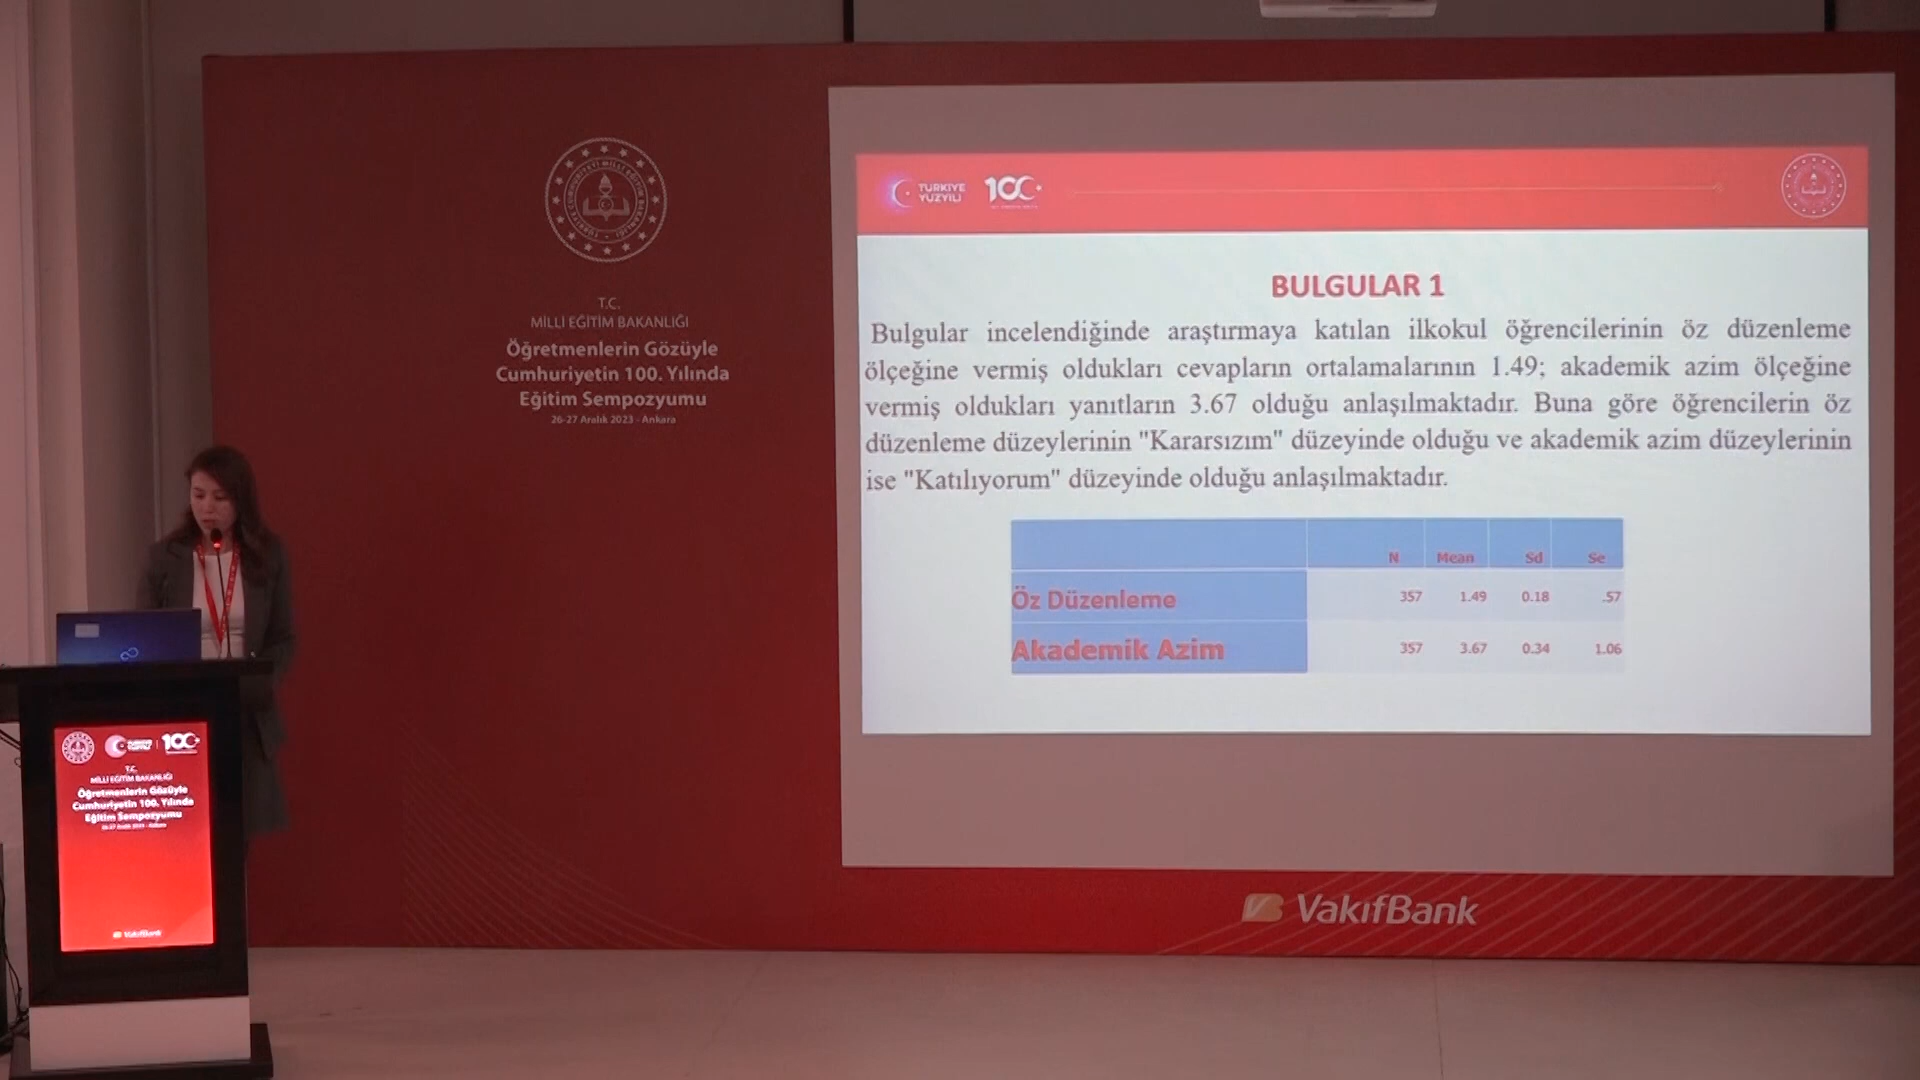 T.C.
MİLLİ EĞİTİM BAKANLIĞI
Öğretmenlerin Gözüyle
Cumhuriyetin 100. Yılında
Eğitim Sempozyumu
26-27 Aralık 2023 - Ankara
TÜRKİYE
YÜZYILI
100
BULGULAR 1
Bulgular incelendiğinde araştırmaya katılan ilkokul öğrencilerinin öz düzenleme
ölçeğine vermiş oldukları cevapların ortalamalarının 1.49; akademik azim ölçeğine
vermiş oldukları yanıtların 3.67 olduğu anlaşılmaktadır. Buna göre öğrencilerin öz
düzenleme düzeylerinin "Kararsızım" düzeyinde olduğu ve akademik azim düzeylerinin
ise "Katılıyorum" düzeyinde olduğu anlaşılmaktadır.
N Mean Sd Se
Öz Düzenleme 357 1.49 0.18 .57
Akademik Azim 357 3.67 0.34 1.06
VakıfBank
100
T.C.
MİLLİ EĞİTİM BAKANLIĞI
Öğretmenlerin Gözüyle
Cumhuriyetin 100. Yılında
Eğitim Sempozyumu
VakıfBank